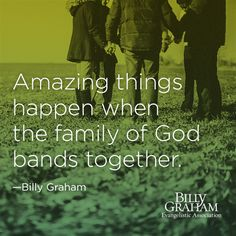 Amazing things
happen when
the family of God
bands together.
—Billy Graham
BILLY
GRAHAM
Evangelistic Association